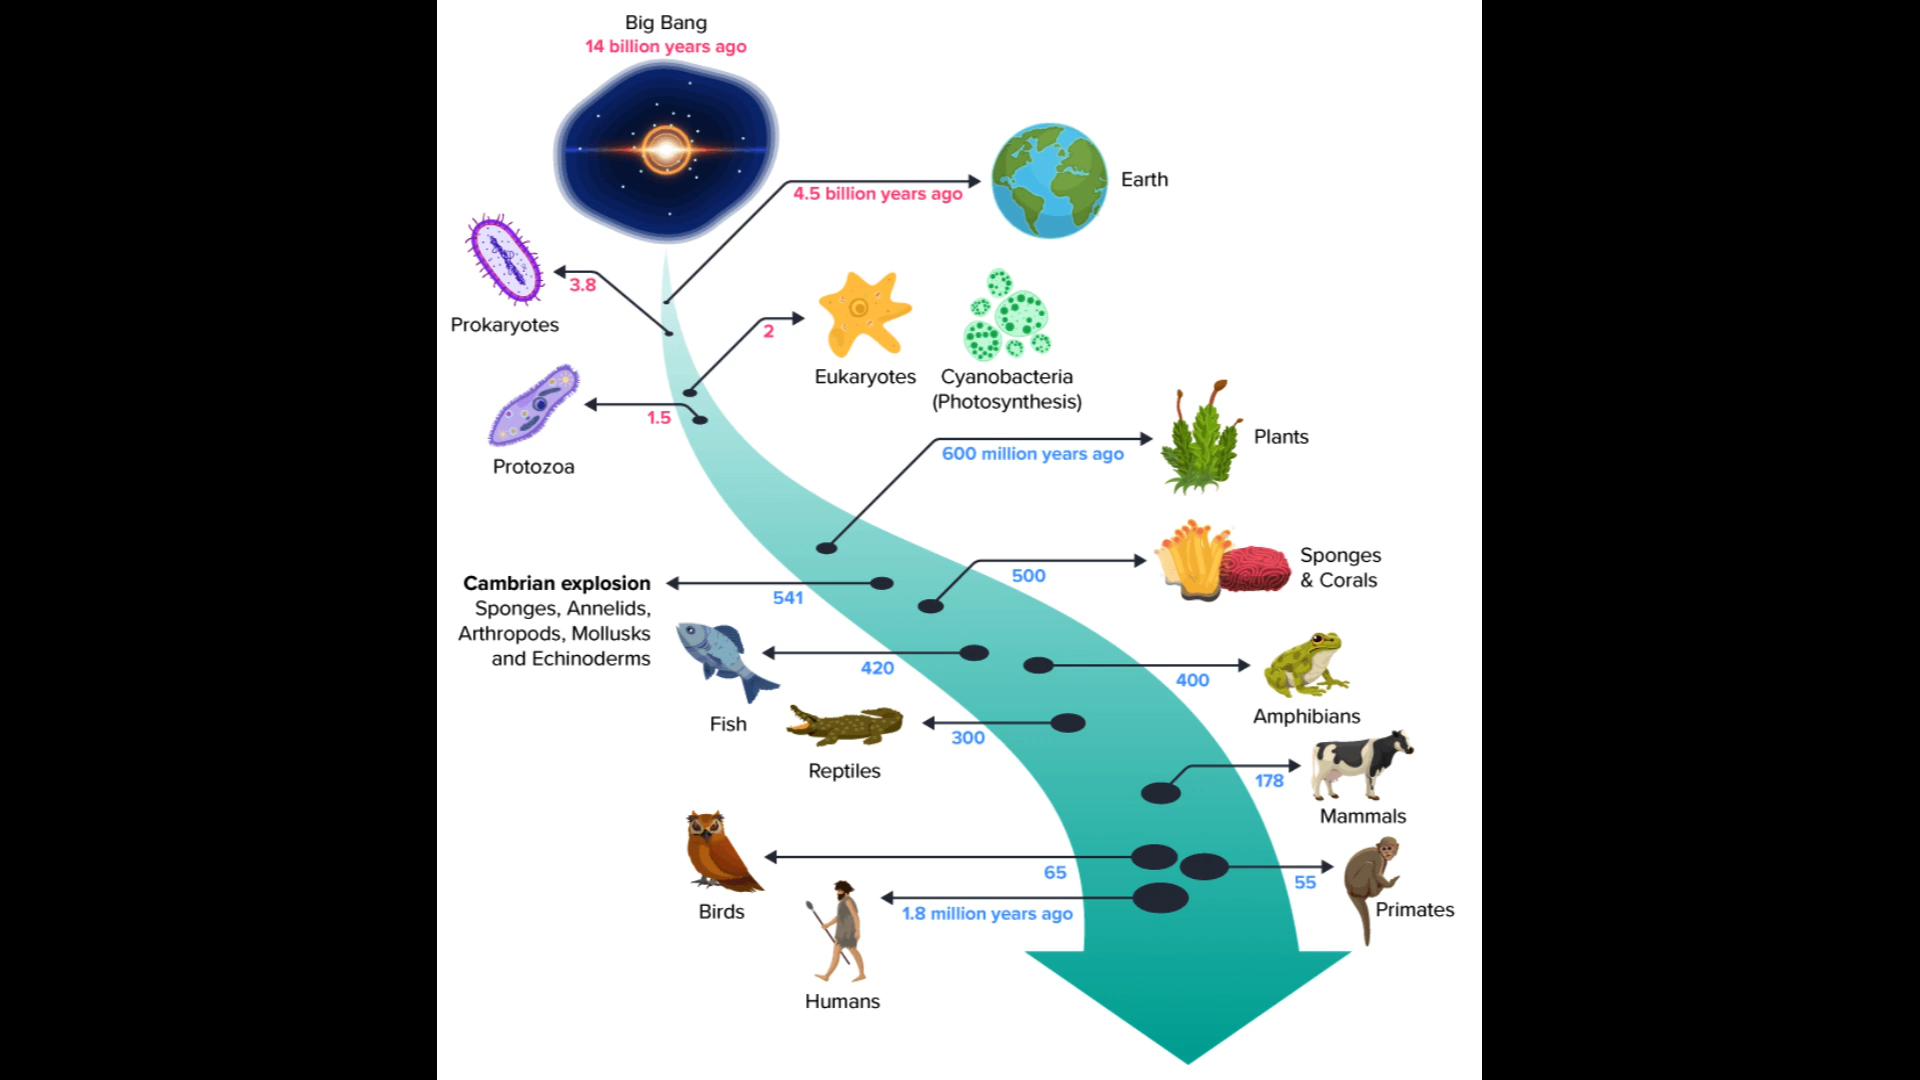 Big Bang
14 billion years ago
4.5 billion years ago
Earth
3.8
Prokaryotes
2
Eukaryotes
Cyanobacteria
(Photosynthesis)
1.5
Protozoa
600 million years ago
Plants
500
Sponges
& Corals
Cambrian explosion
Sponges, Annelids,
Arthropods, Mollusks
and Echinoderms
541
420
Fish
400
Amphibians
300
Reptiles
178
Mammals
65
Birds
55
Primates
1.8 million years ago
Humans